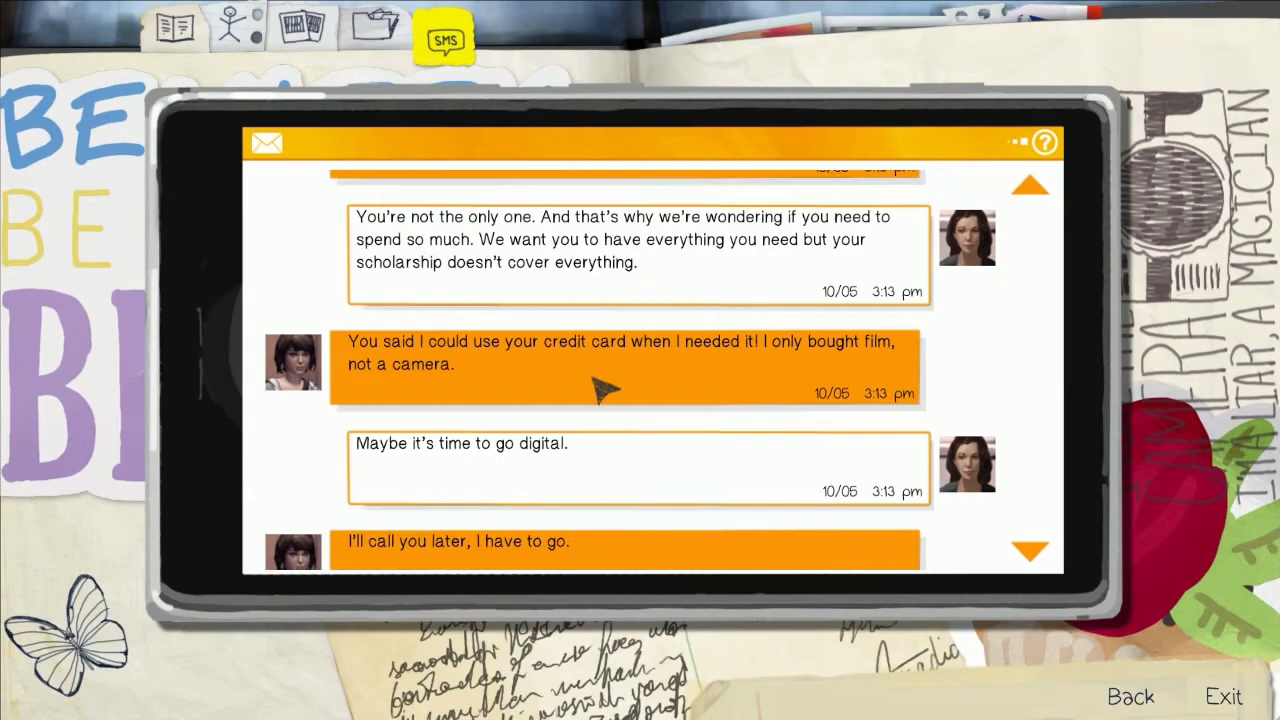 SMS
You're not the only one. And that's why we're wondering if you need to
spend so much. We want you to have everything you need but your
scholarship doesn't cover everything.
10/05 3:13 pm
You said I could use your credit card when I needed it! I only bought film,
not a camera.
10/05 3:13 pm
Maybe it's time to go digital.
10/05 3:13 pm
I'll call you later, I have to go.
BE
BE
MAGICIAN
Back Exit